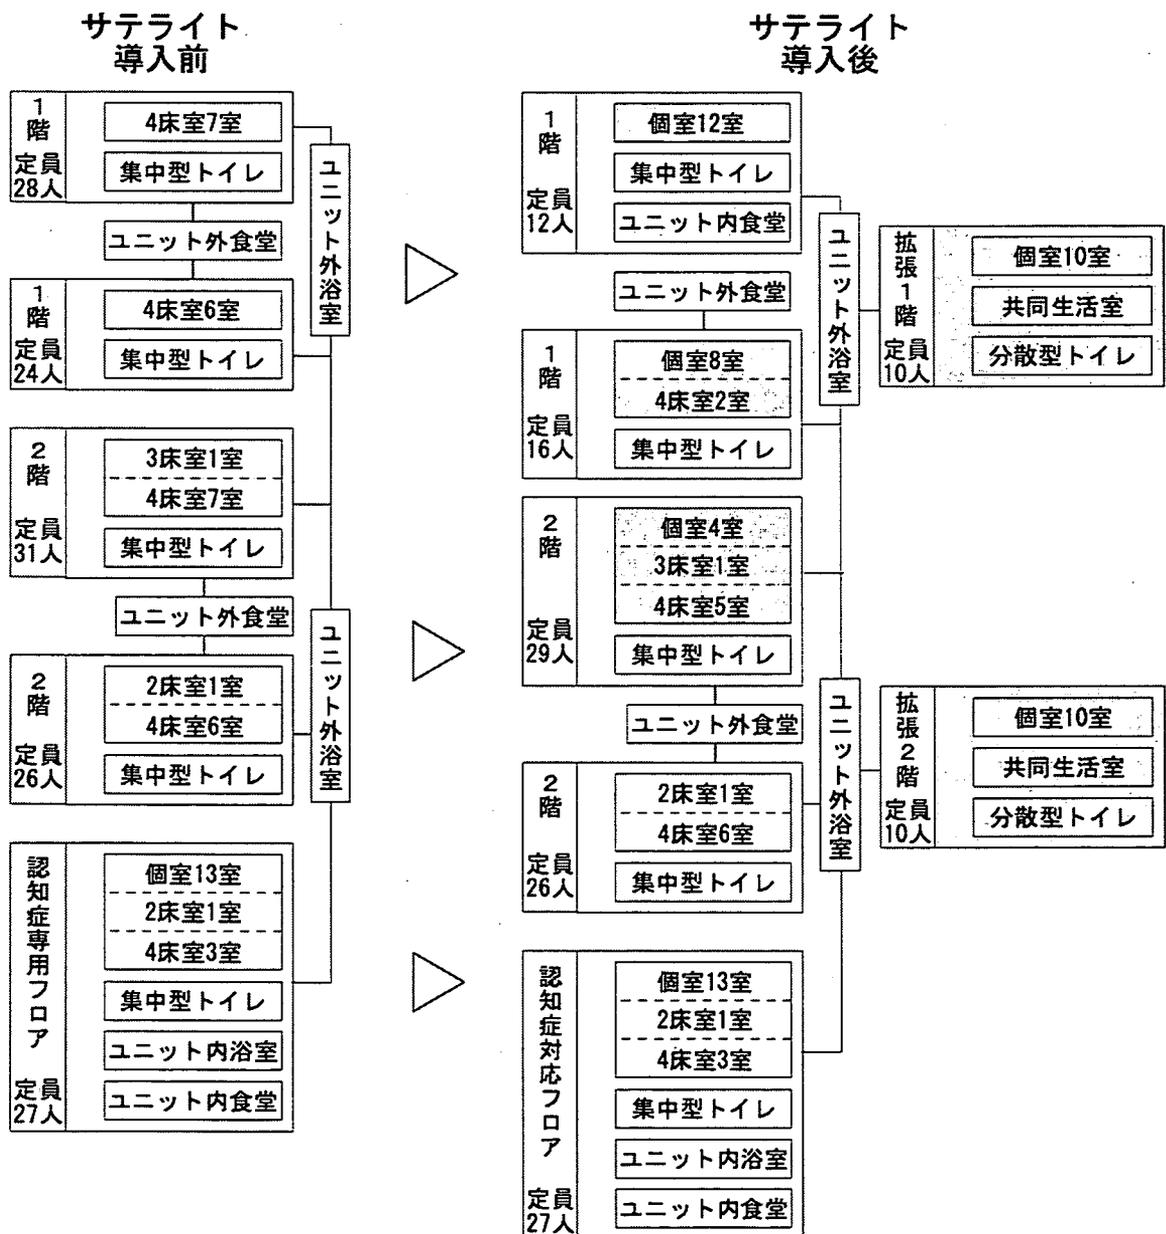 サテライト
導入前
1階
定員
28人
4床室7室
集中型トイレ
ユニット外食堂
1階
定員
24人
4床室6室
集中型トイレ
ユニット外浴室
2階
定員
31人
3床室1室
4床室7室
集中型トイレ
ユニット外食堂
2階
定員
26人
2床室1室
4床室6室
集中型トイレ
ユニット外浴室
認知症専用フロア
定員
27人
個室13室
2床室1室
4床室3室
集中型トイレ
ユニット内浴室
ユニット内食堂
サテライト
導入後
1階
定員
12人
個室12室
集中型トイレ
ユニット内食堂
ユニット外食堂
1階
定員
16人
個室8室
4床室2室
集中型トイレ
ユニット外浴室
拡張1階
定員
10人
個室10室
共同生活室
分散型トイレ
2階
定員
29人
個室4室
3床室1室
4床室5室
集中型トイレ
ユニット外食堂
2階
定員
26人
2床室1室
4床室6室
集中型トイレ
ユニット外浴室
拡張2階
定員
10人
個室10室
共同生活室
分散型トイレ
認知症対応フロア
定員
27人
個室13室
2床室1室
4床室3室
集中型トイレ
ユニット内浴室
ユニット内食堂